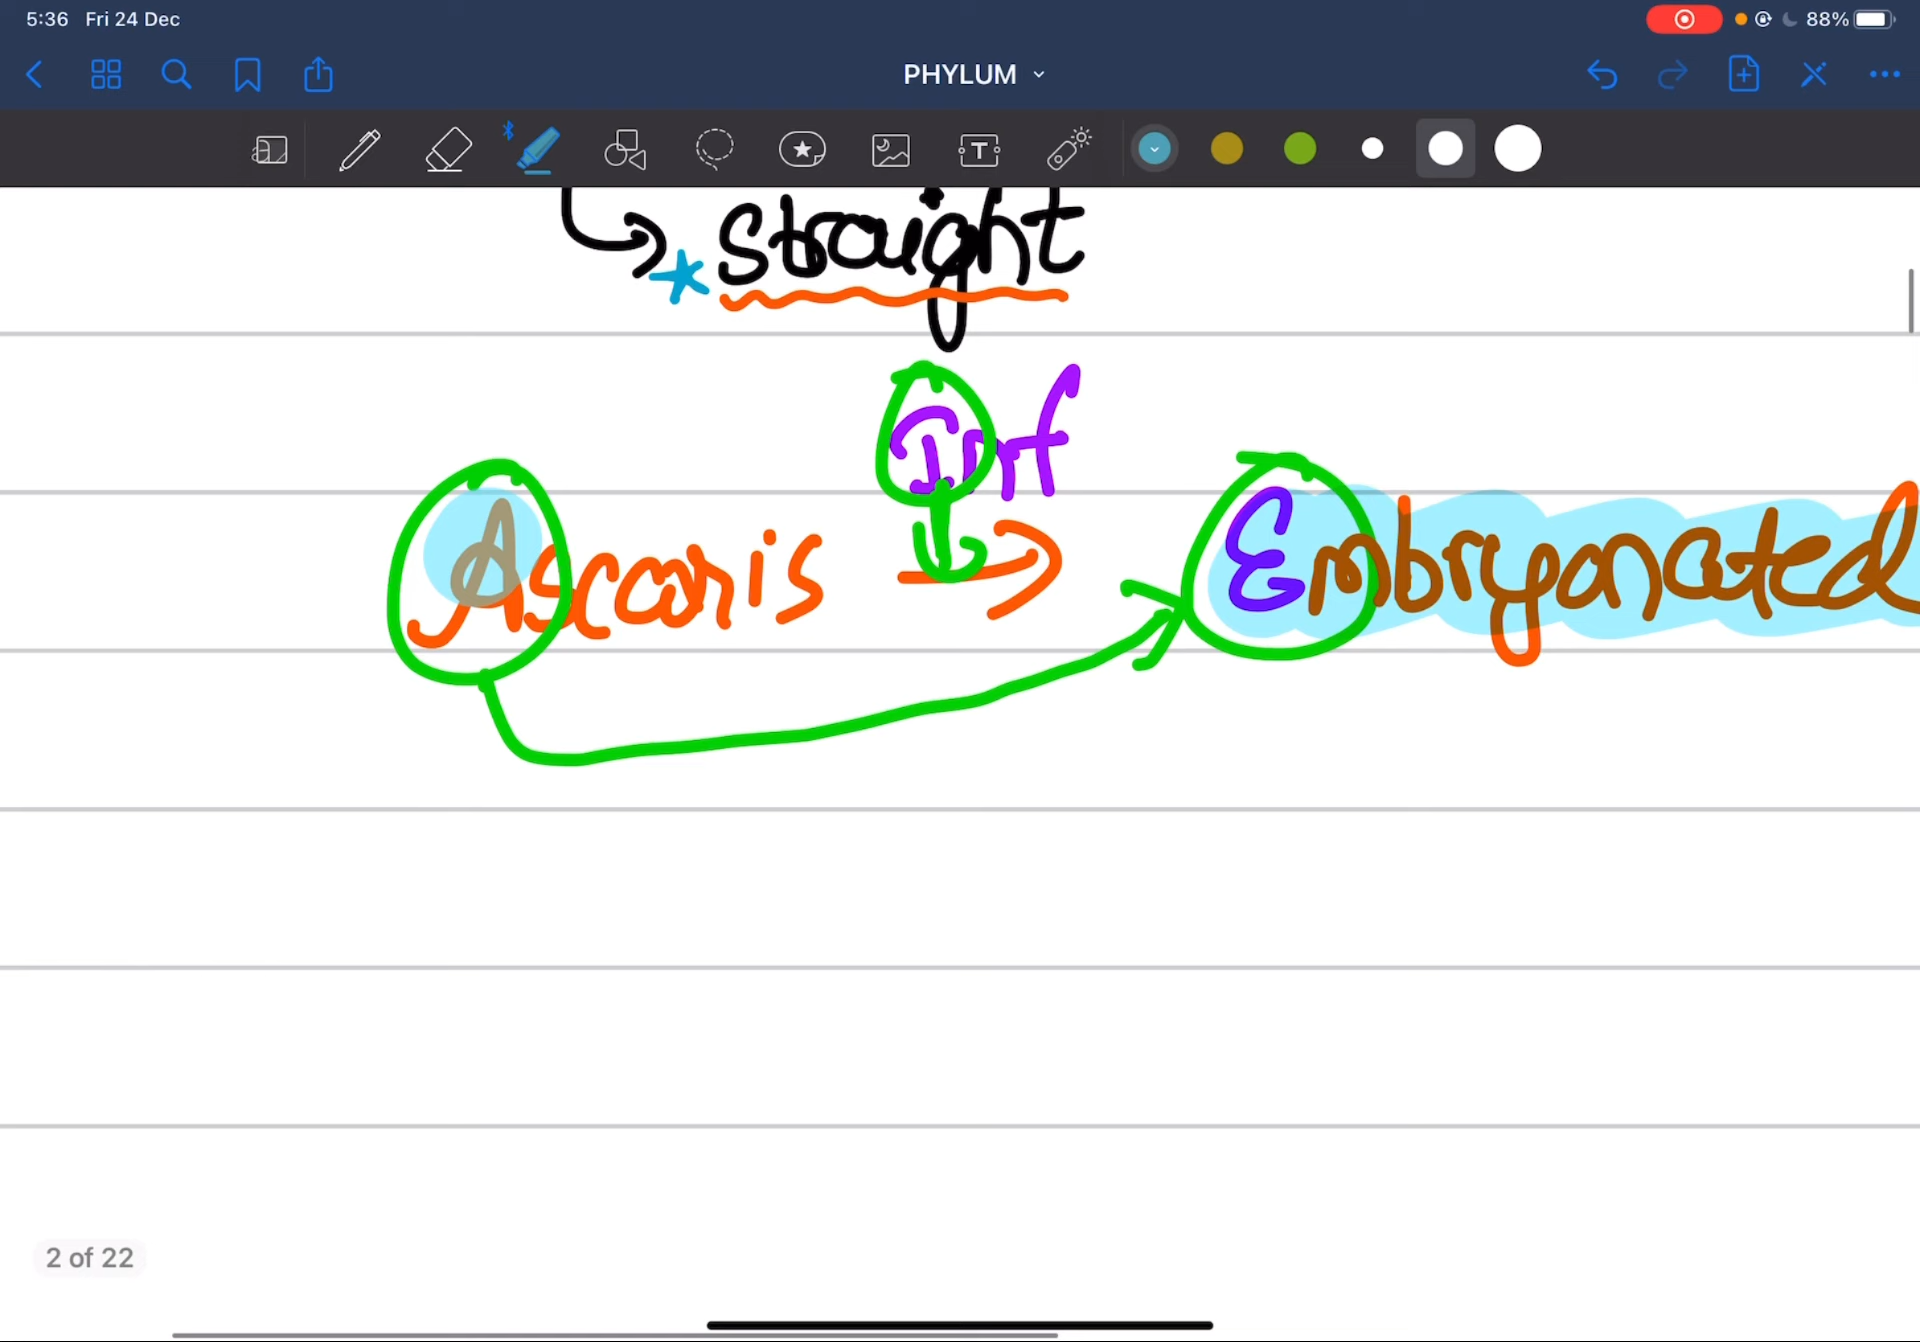 5:36 Fri 24 Dec
88%
PHYLUM
T
Straight
Inf
Ascaris → Embryonated
2 of 22